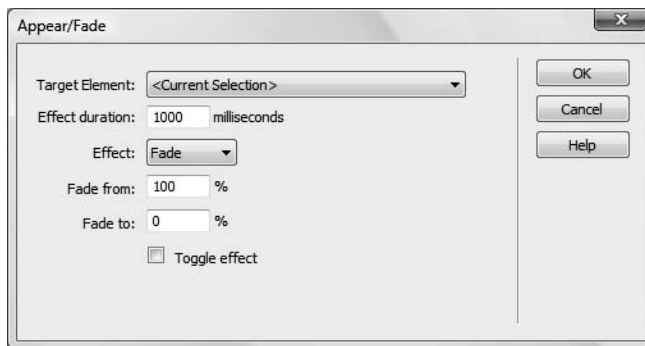 Appear/Fade
Target Element: <Current Selection>
Effect duration: 1000 milliseconds
Effect: Fade
Fade from: 100 %
Fade to: 0 %
Toggle effect
OK
Cancel
Help